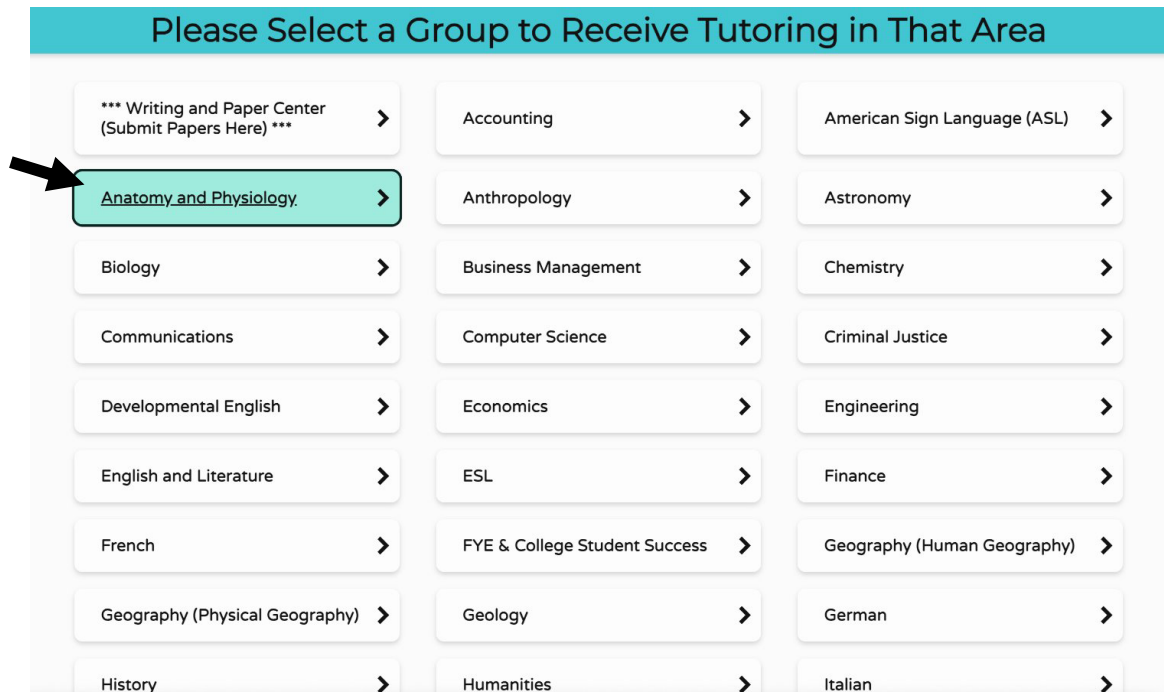 Please Select a Group to Receive Tutoring in That Area
*** Writing and Paper Center
(Submit Papers Here) ***
Accounting
American Sign Language (ASL)
Anatomy and Physiology
Anthropology
Astronomy
Biology
Business Management
Chemistry
Communications
Computer Science
Criminal Justice
Developmental English
Economics
Engineering
English and Literature
ESL
Finance
French
FYE & College Student Success
Geography (Human Geography)
Geography (Physical Geography)
Geology
German
History
Humanities
Italian